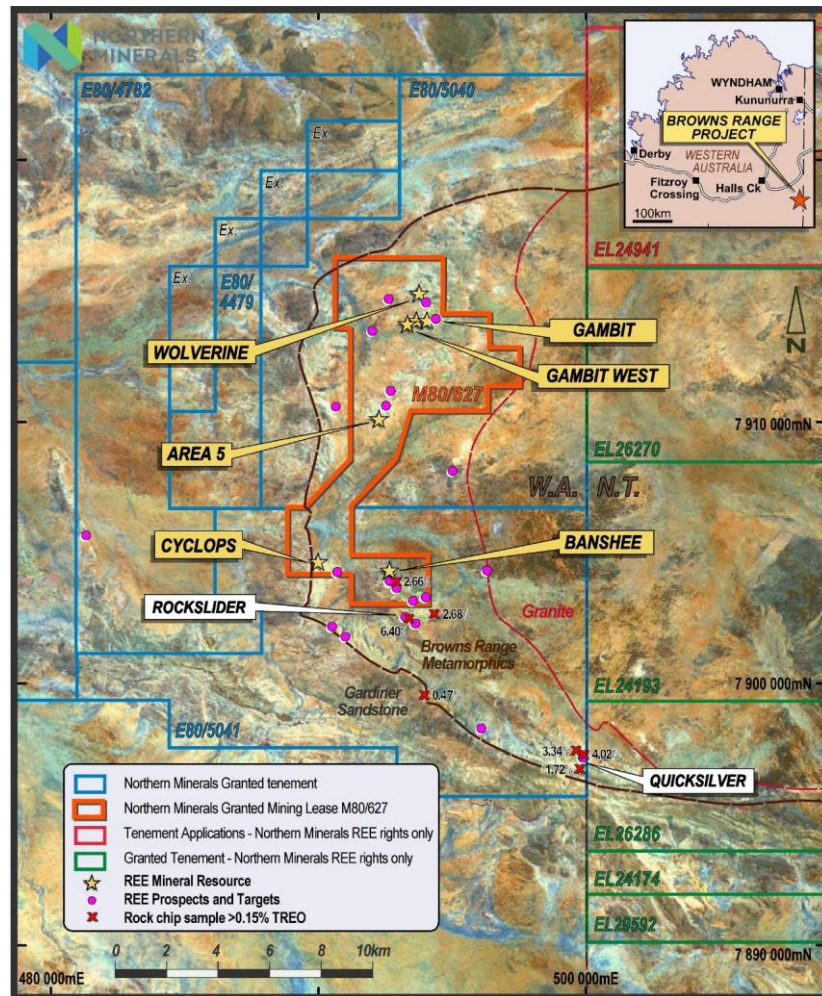 NORTHERN
MINERALS
E80/4782
E80/5040
WYNDHAM
Kununurra
BROWNS RANGE
PROJECT
Derby
WESTERN
AUSTRALIA
Fitzroy
Crossing
Halls Ck
100km
Ex.
Ex.
Ex.
Ex.
E80/
4479
EL24941
WOLVERINE
GAMBIT
GAMBIT WEST
N
M80/627
7 910 000mN
AREA 5
EL26270
W.A. N.T.
CYCLOPS
BANSHEE
2.66%
ROCKSLIDER
2.68%
6.40%
Granite
Browns Range
Metamorphics
Gardiner
Sandstone
0.47%
EL24193
7 900 000mN
E80/5041
3.34%
4.02%
1.72%
QUICKSILVER
Northern Minerals Granted tenement
Northern Minerals Granted Mining Lease M80/627
Tenement Applications - Northern Minerals REE rights only
Granted Tenement - Northern Minerals REE rights only
REE Mineral Resource
REE Prospects and Targets
Rock chip sample >0.15% TREO
EL26286
EL24174
EL29592
0 2 4 6 8 10km
7 890 000mN
480 000mE
500 000mE